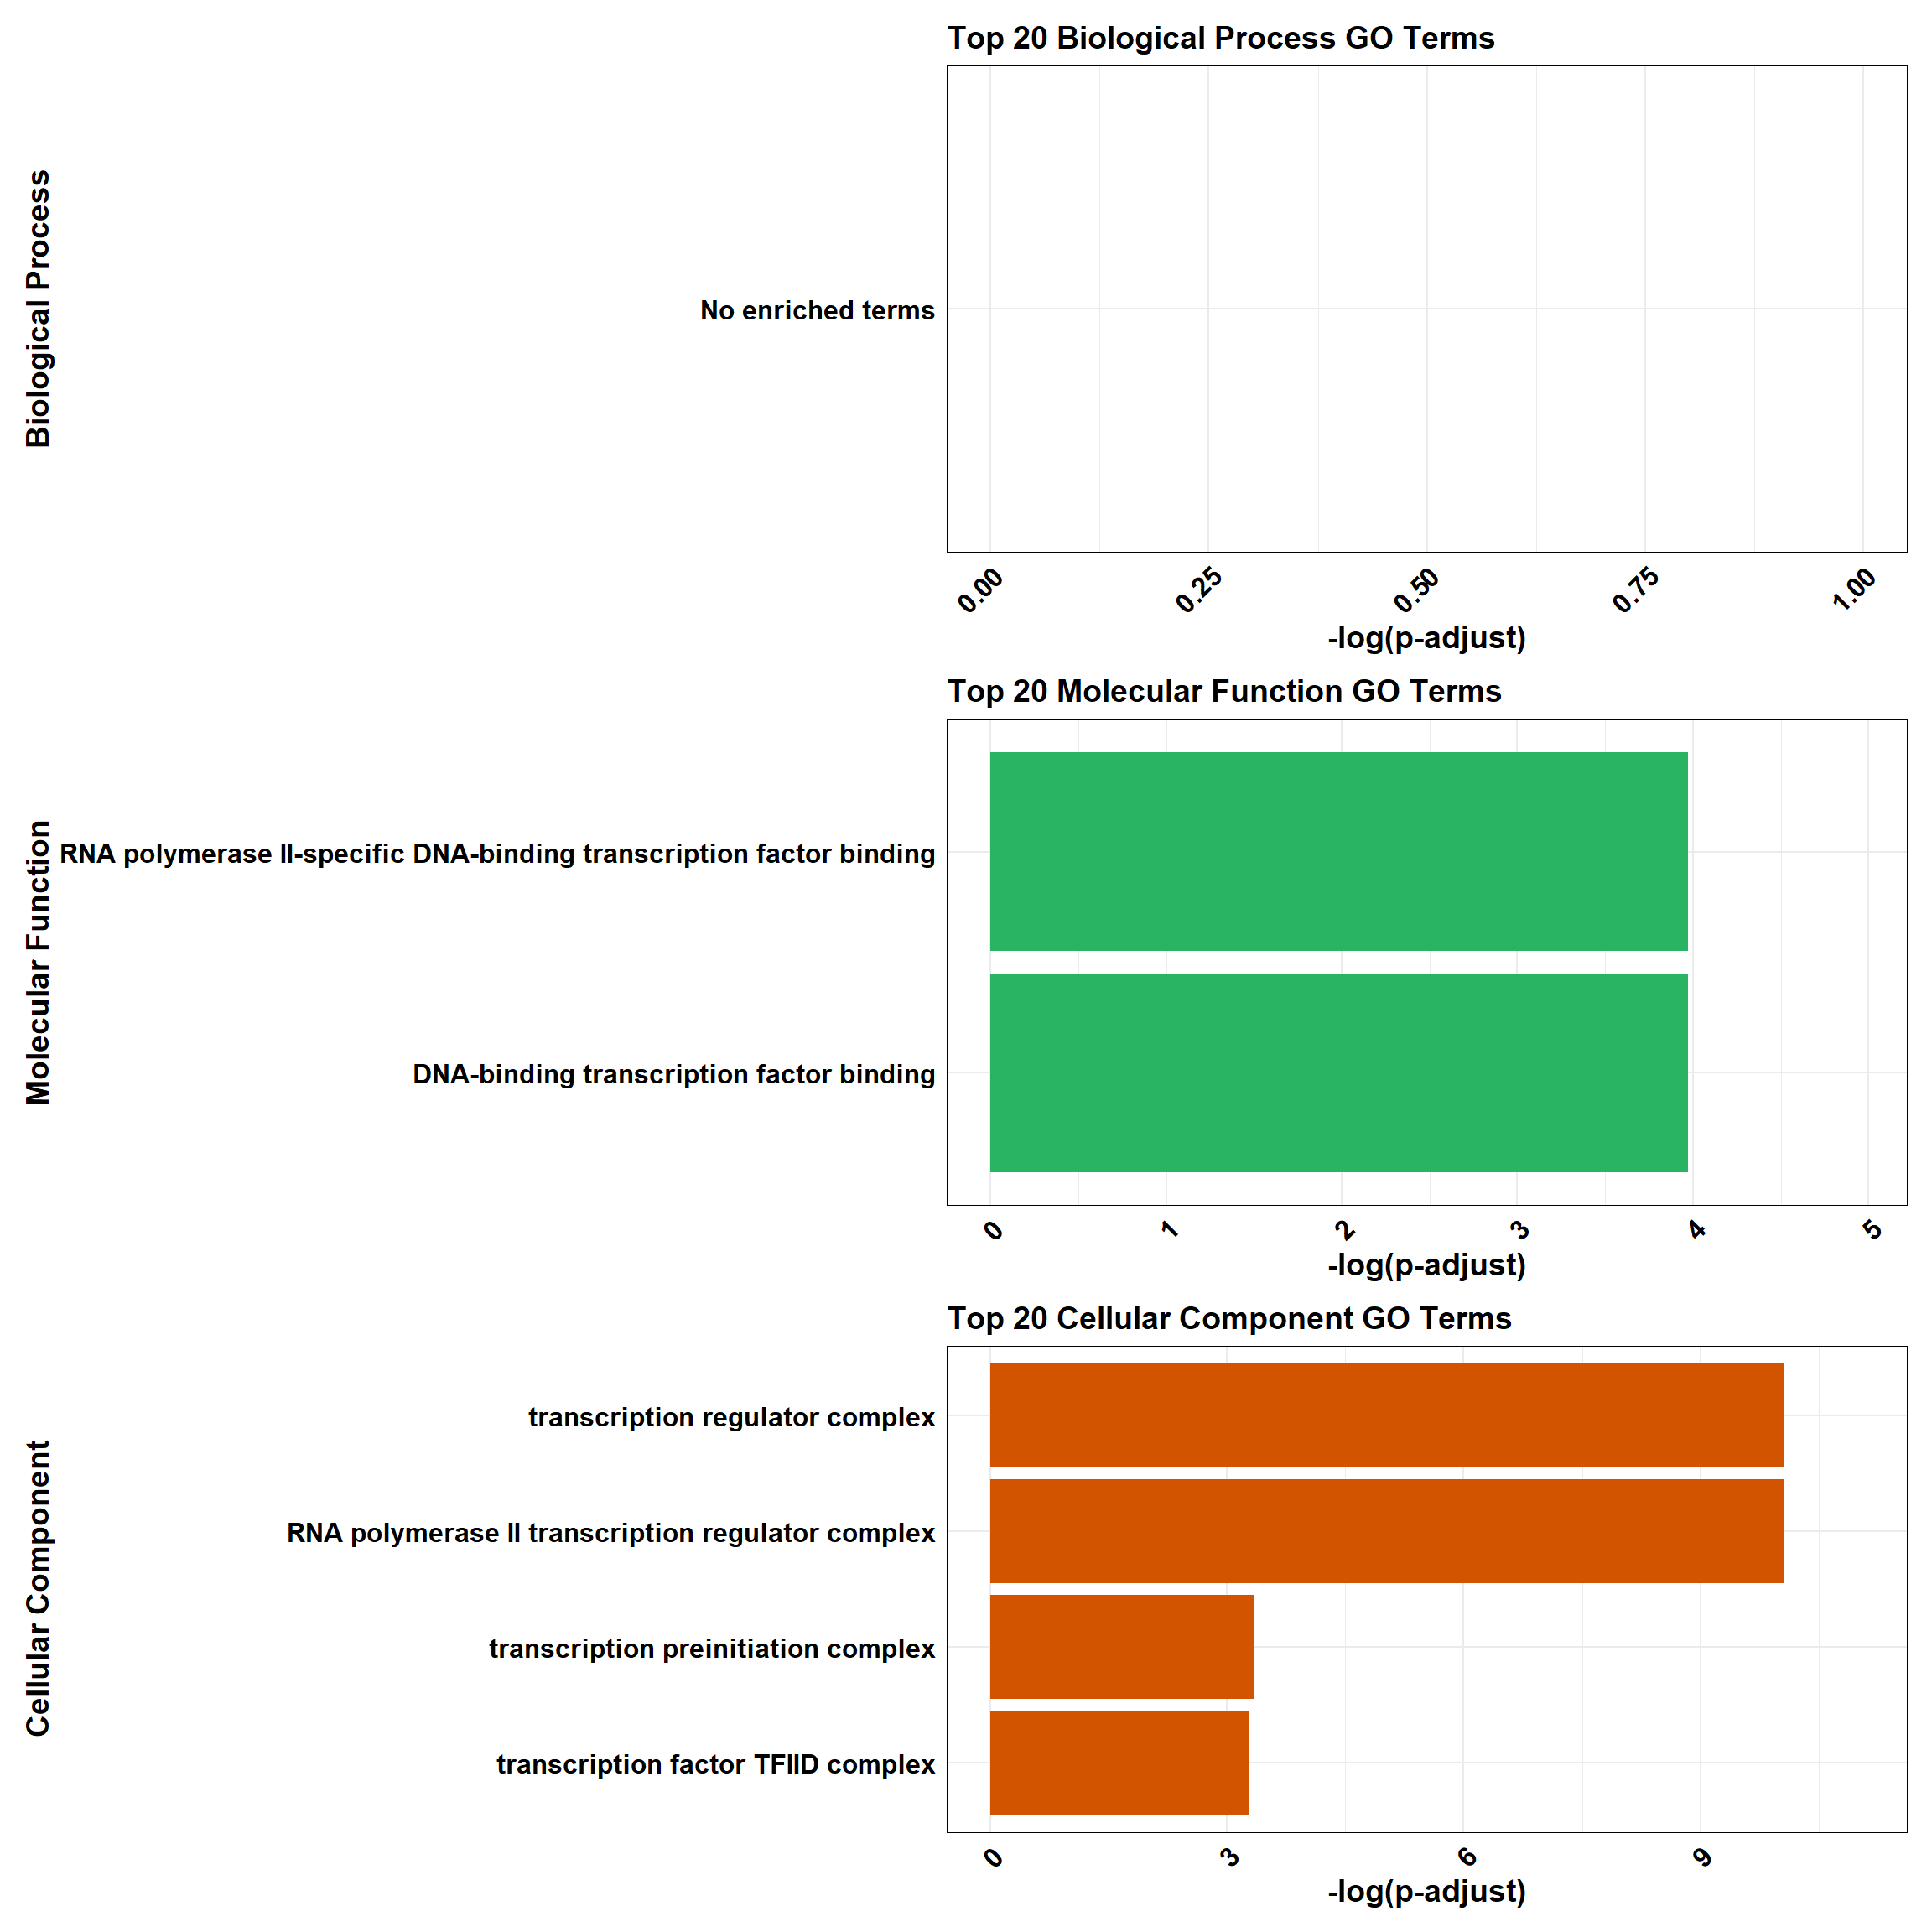 Top 20 Biological Process GO Terms
Biological Process
No enriched terms
0.00 0.25 0.50 0.75 1.00
-log(p-adjust)
Top 20 Molecular Function GO Terms
Molecular Function
RNA polymerase II-specific DNA-binding transcription factor binding
DNA-binding transcription factor binding
0 1 2 3 4 5
-log(p-adjust)
Top 20 Cellular Component GO Terms
Cellular Component
transcription regulator complex
RNA polymerase II transcription regulator complex
transcription preinitiation complex
transcription factor TFIID complex
0 3 6 9
-log(p-adjust)